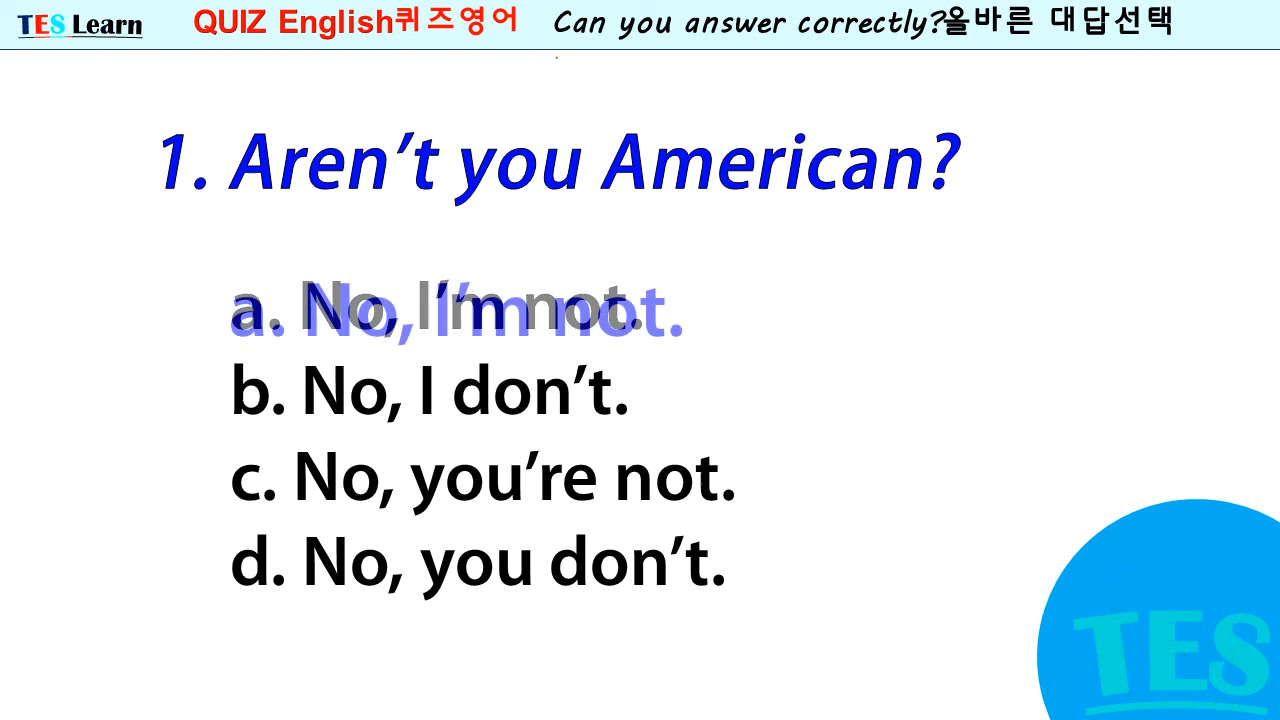 TES Learn QUIZ English퀴즈영어 Can you answer correctly?올바른 대답선택
1. Aren't you American?
a. No, I'm not.
b. No, I don't.
c. No, you're not.
d. No, you don't.
TES